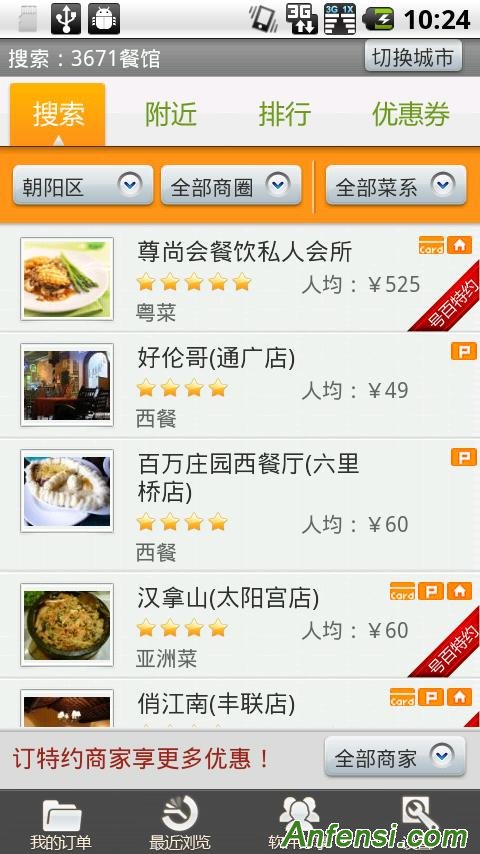 3G
3G 1X
10:24
搜索：3671餐馆
切换城市
搜索
附近
排行
优惠券
朝阳区
全部商圈
全部菜系
尊尚会餐饮私人会所
Card
人均：￥525
粤菜
号百特约
好伦哥(通广店)
P
人均：￥49
西餐
百万庄园西餐厅(六里
桥店)
P
人均：￥60
西餐
汉拿山(太阳宫店)
Card P
人均：￥60
亚洲菜
号百特约
俏江南(丰联店)
Card P
订特约商家享更多优惠！
全部商家
我的订单
最近浏览
Anfensi.com